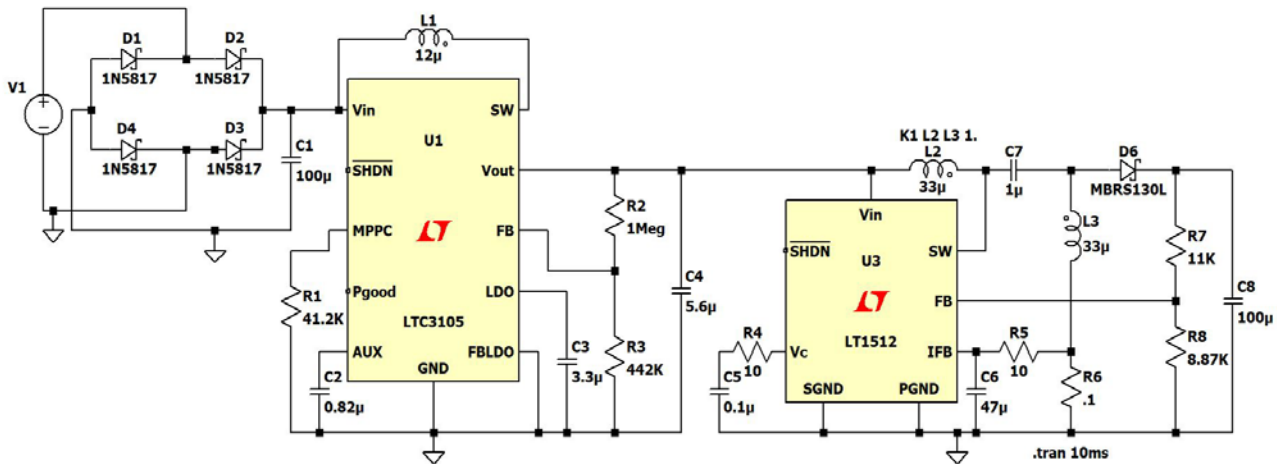 L1
12µ
D1
1N5817
D2
1N5817
V1
D4
1N5817
D3
1N5817
C1
100µ
Vin
SW
U1
SHDN
Vout
MPPC
FB
Pgood
LDO
LTC3105
AUX
FBLDO
GND
R1
41.2K
C2
0.82µ
C3
3.3µ
R2
1Meg
R3
442K
C4
5.6µ
K1 L2 L3 1.
L2
33µ
C7
1µ
D6
MBRS130L
Vin
U3
SHDN
SW
FB
LT1512
Vc
IFB
SGND
PGND
L3
33µ
R7
11K
C8
100µ
R8
8.87K
R4
10
C5
0.1µ
R5
10
C6
47µ
R6
.1
.tran 10ms